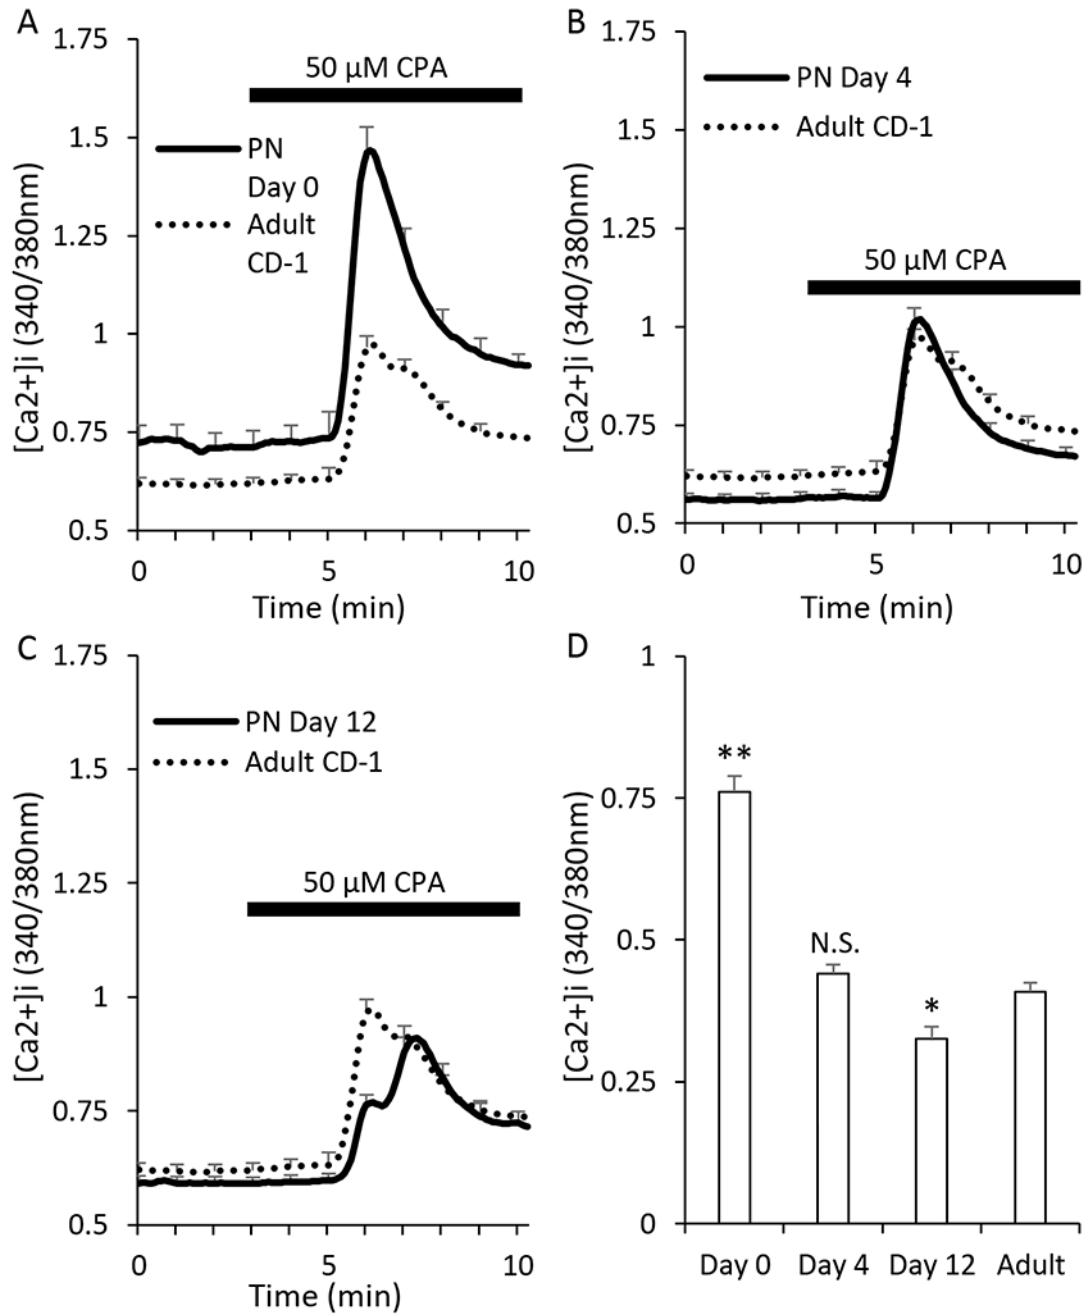 A
1.75
1.5
1.25
1
0.75
0.5
[Ca2+]i (340/380nm)
50 µM CPA
PN
Day 0
Adult
CD-1
0
5
10
Time (min)
B
1.75
1.5
1.25
1
0.75
0.5
[Ca2+]i (340/380nm)
PN Day 4
Adult CD-1
50 µM CPA
0
5
10
Time (min)
C
1.75
1.5
1.25
1
0.75
0.5
[Ca2+]i (340/380nm)
PN Day 12
Adult CD-1
50 µM CPA
0
5
10
Time (min)
D
1
0.75
0.5
0.25
0
[Ca2+]i (340/380nm)
**
N.S.
*
Day 0
Day 4
Day 12
Adult